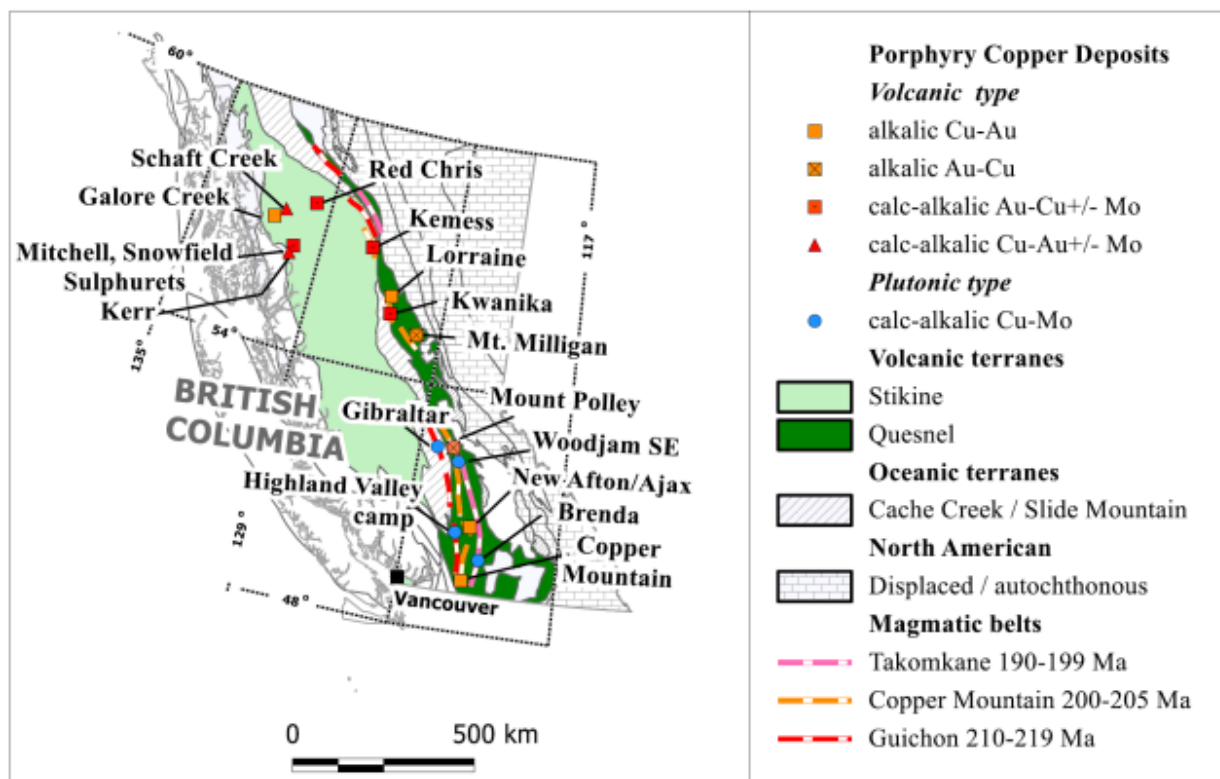 60°
Schaft Creek
Red Chris
Galore Creek
Kemess
117°
Mitchell, Snowfield
Lorraine
Sulphurets
Kwanika
Kerr
54°
Mt. Milligan
135°
BRITISH
COLUMBIA
Mount Polley
Gibraltar
Woodjam SE
Highland Valley
camp
New Afton/Ajax
Brenda
129°
Copper
Mountain
Vancouver
48°
0 500 km
Porphyry Copper Deposits
Volcanic type
alkalic Cu-Au
alkalic Au-Cu
calc-alkalic Au-Cu+/- Mo
calc-alkalic Cu-Au+/- Mo
Plutonic type
calc-alkalic Cu-Mo
Volcanic terranes
Stikine
Quesnel
Oceanic terranes
Cache Creek / Slide Mountain
North American
Displaced / autochthonous
Magmatic belts
Takomkane 190-199 Ma
Copper Mountain 200-205 Ma
Guichon 210-219 Ma